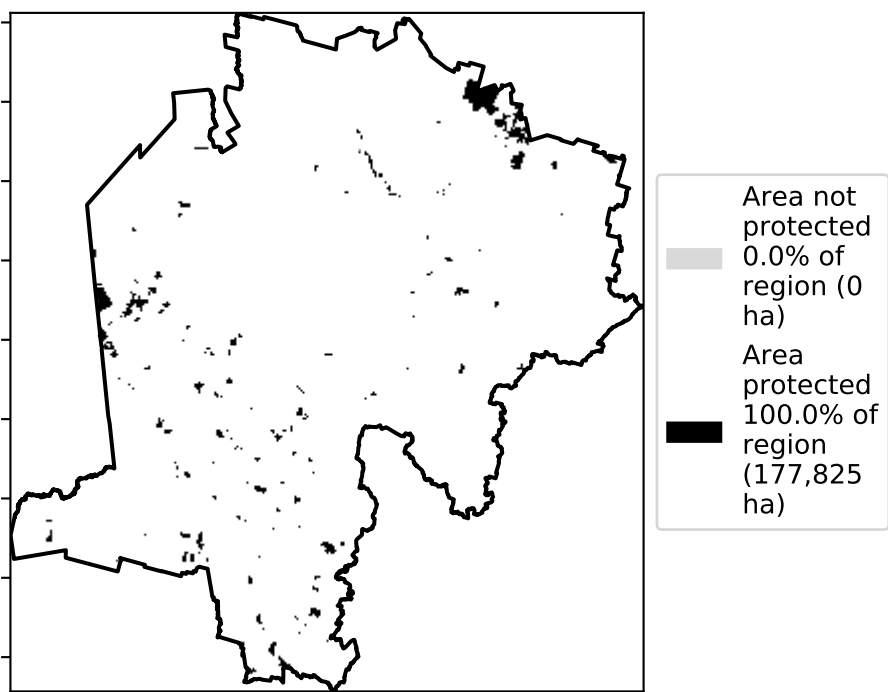 Area not
protected
0.0% of
region (0
ha)
Area
protected
100.0% of
region
(177,825
ha)